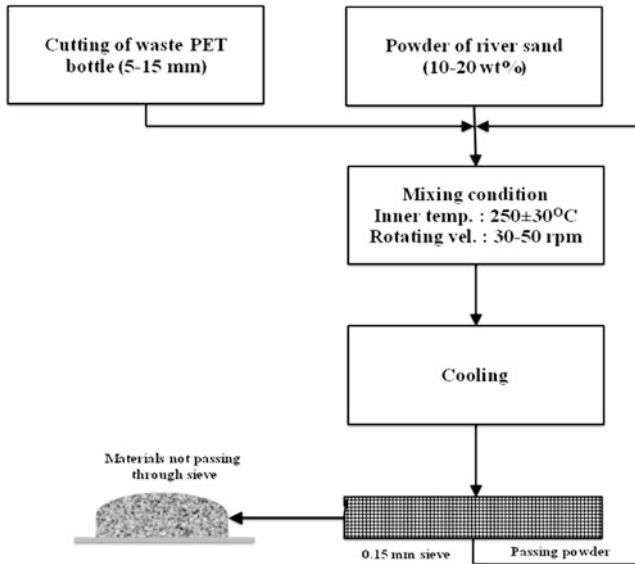 Cutting of waste PET
bottle (5-15 mm)
Powder of river sand
(10-20 wt%)
Mixing condition
Inner temp. : 250±30ᴼC
Rotating vel. : 30-50 rpm
Cooling
Materials not passing
through sieve
0.15 mm sieve
Passing powder